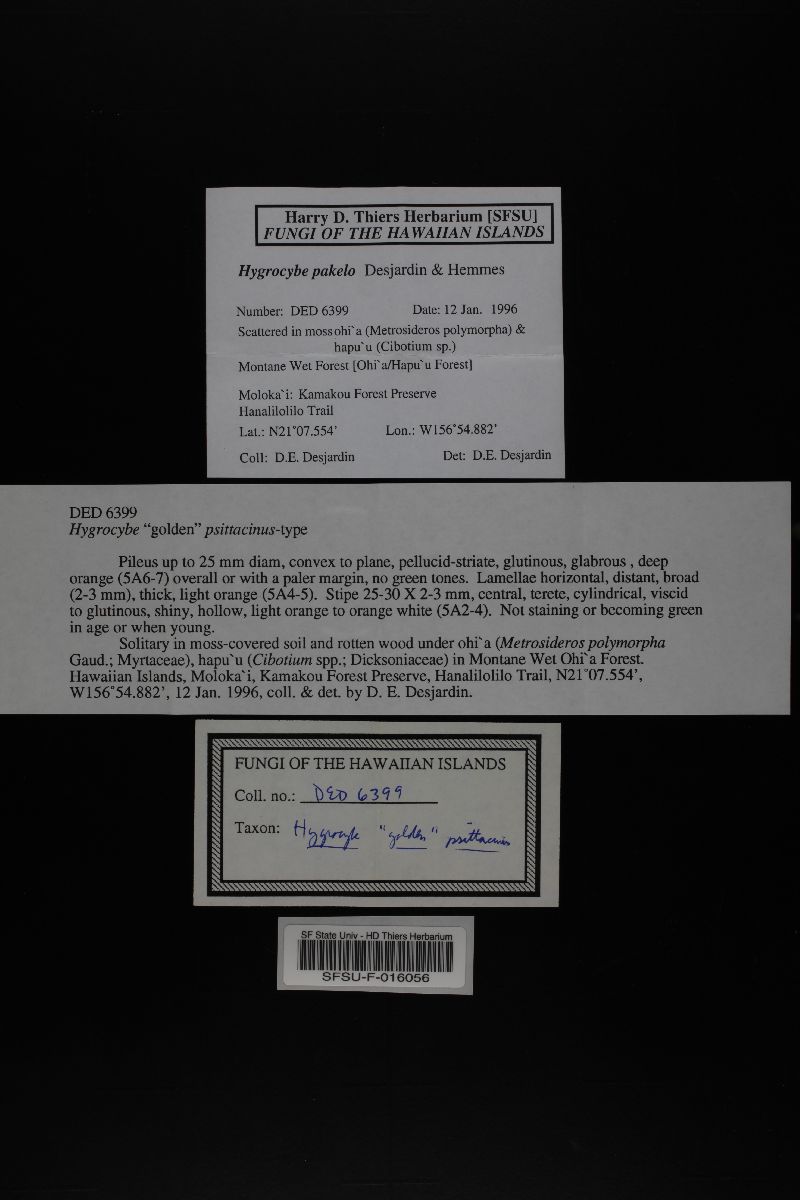 Harry D. Thiers Herbarium [SFSU]
FUNGI OF THE HAWAIIAN ISLANDS
Hygrocybe pakelo Desjardin & Hemmes
Number: DED 6399 Date: 12 Jan. 1996
Scattered in moss ohi`a (Metrosideros polymorpha) &
hapu`u (Cibotium sp.)
Montane Wet Forest [Ohi`a/Hapu`u Forest]
Moloka`i: Kamakou Forest Preserve
Hanalilolilo Trail
Lat.: N21°07.554’ Lon.: W156°54.882’
Coll: D.E. Desjardin Det: D.E. Desjardin
DED 6399
Hygrocybe “golden” psittacinus-type
Pileus up to 25 mm diam, convex to plane, pellucid-striate, glutinous, glabrous , deep
orange (5A6-7) overall or with a paler margin, no green tones. Lamellae horizontal, distant, broad
(2-3 mm), thick, light orange (5A4-5). Stipe 25-30 X 2-3 mm, central, terete, cylindrical, viscid
to glutinous, shiny, hollow, light orange to orange white (5A2-4). Not staining or becoming green
in age or when young.
Solitary in moss-covered soil and rotten wood under ohi`a (Metrosideros polymorpha
Gaud.; Myrtaceae), hapu`u (Cibotium spp.; Dicksoniaceae) in Montane Wet Ohi`a Forest.
Hawaiian Islands, Moloka`i, Kamakou Forest Preserve, Hanalilolilo Trail, N21°07.554’,
W156°54.882’, 12 Jan. 1996, coll. & det. by D. E. Desjardin.
FUNGI OF THE HAWAIIAN ISLANDS
Coll. no.: DED 6399
Taxon: Hygrocybe "golden" psittacinus
SF State Univ - HD Thiers Herbarium
SFSU-F-016056